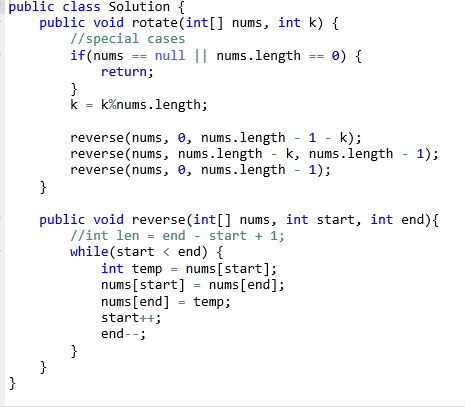 public class Solution {
    public void rotate(int[] nums, int k) {
        //special cases
        if(nums == null || nums.length == 0) {
            return;
        }
        k = k%nums.length;

        reverse(nums, 0, nums.length - 1 - k);
        reverse(nums, nums.length - k, nums.length - 1);
        reverse(nums, 0, nums.length - 1);
    }

    public void reverse(int[] nums, int start, int end){
        //int len = end - start + 1;
        while(start < end) {
            int temp = nums[start];
            nums[start] = nums[end];
            nums[end] = temp;
            start++;
            end--;
        }
    }
}